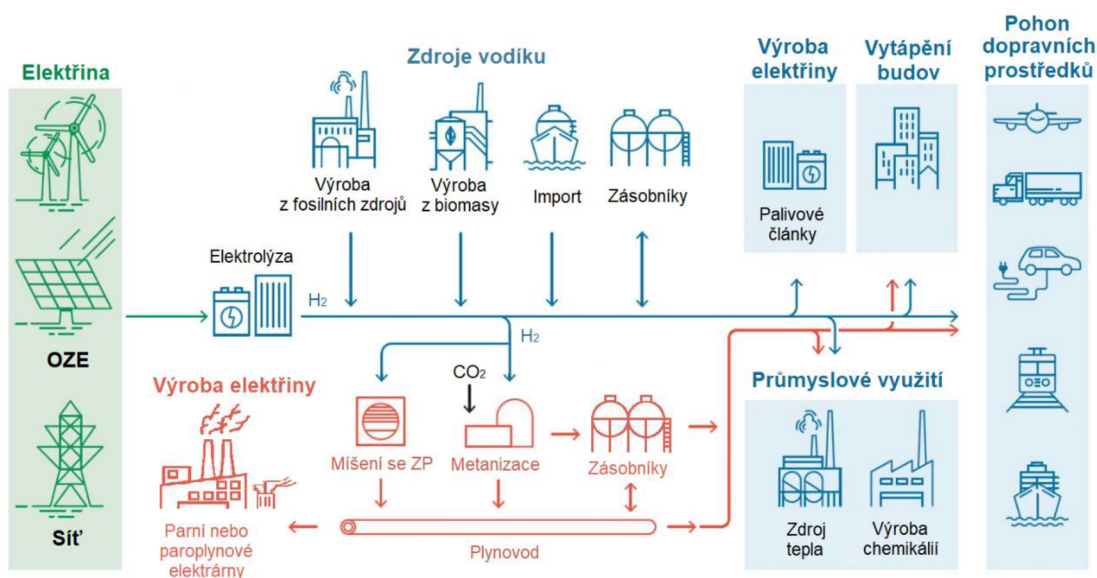 Elektřina
OZE
Síť
Zdroje vodíku
Výroba
z fosilních zdrojů
Výroba
z biomasy
Import
Zásobníky
Elektrolýza
H₂
H₂
CO₂
Výroba elektřiny
Parní nebo
paroplynové
elektrárny
Míšení se ZP
Metanizace
Zásobníky
Plynovod
Výroba
elektřiny
Palivové
články
Vytápění
budov
Průmyslové využití
Zdroj
tepla
Výroba
chemikálií
Pohon
dopravních
prostředků